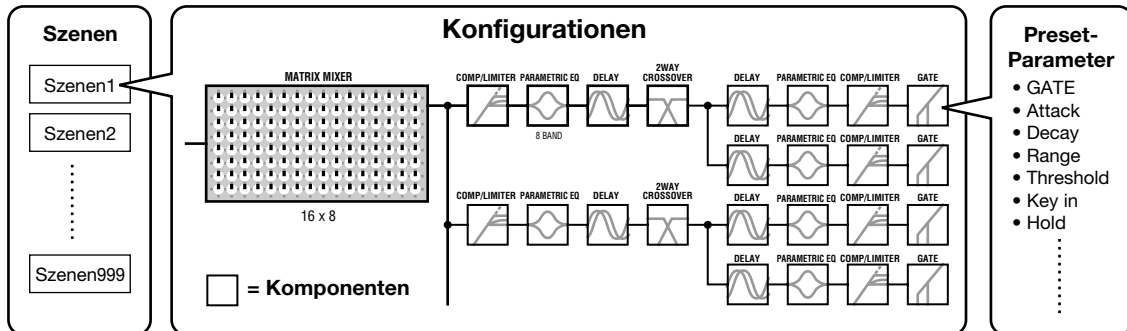 Szenen
Szenen1
Szenen2
Szenen999
Konfigurationen
MATRIX MIXER
16 x 8
COMP/LIMITER PARAMETRIC EQ DELAY 2WAY CROSSOVER DELAY PARAMETRIC EQ COMP/LIMITER GATE
8 BAND
DELAY PARAMETRIC EQ COMP/LIMITER GATE
COMP/LIMITER PARAMETRIC EQ DELAY 2WAY CROSSOVER DELAY PARAMETRIC EQ COMP/LIMITER GATE
DELAY PARAMETRIC EQ COMP/LIMITER GATE
= Komponenten
Preset-
Parameter
• GATE
• Attack
• Decay
• Range
• Threshold
• Key in
• Hold